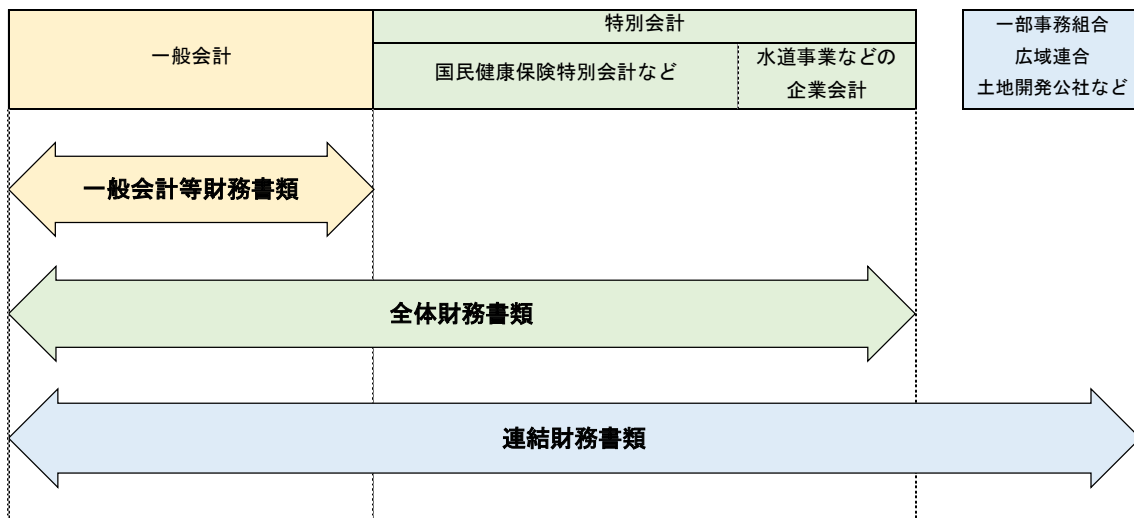 一般会計
特別会計
国民健康保険特別会計など
水道事業などの
企業会計
一部事務組合
広域連合
土地開発公社など
一般会計等財務書類
全体財務書類
連結財務書類